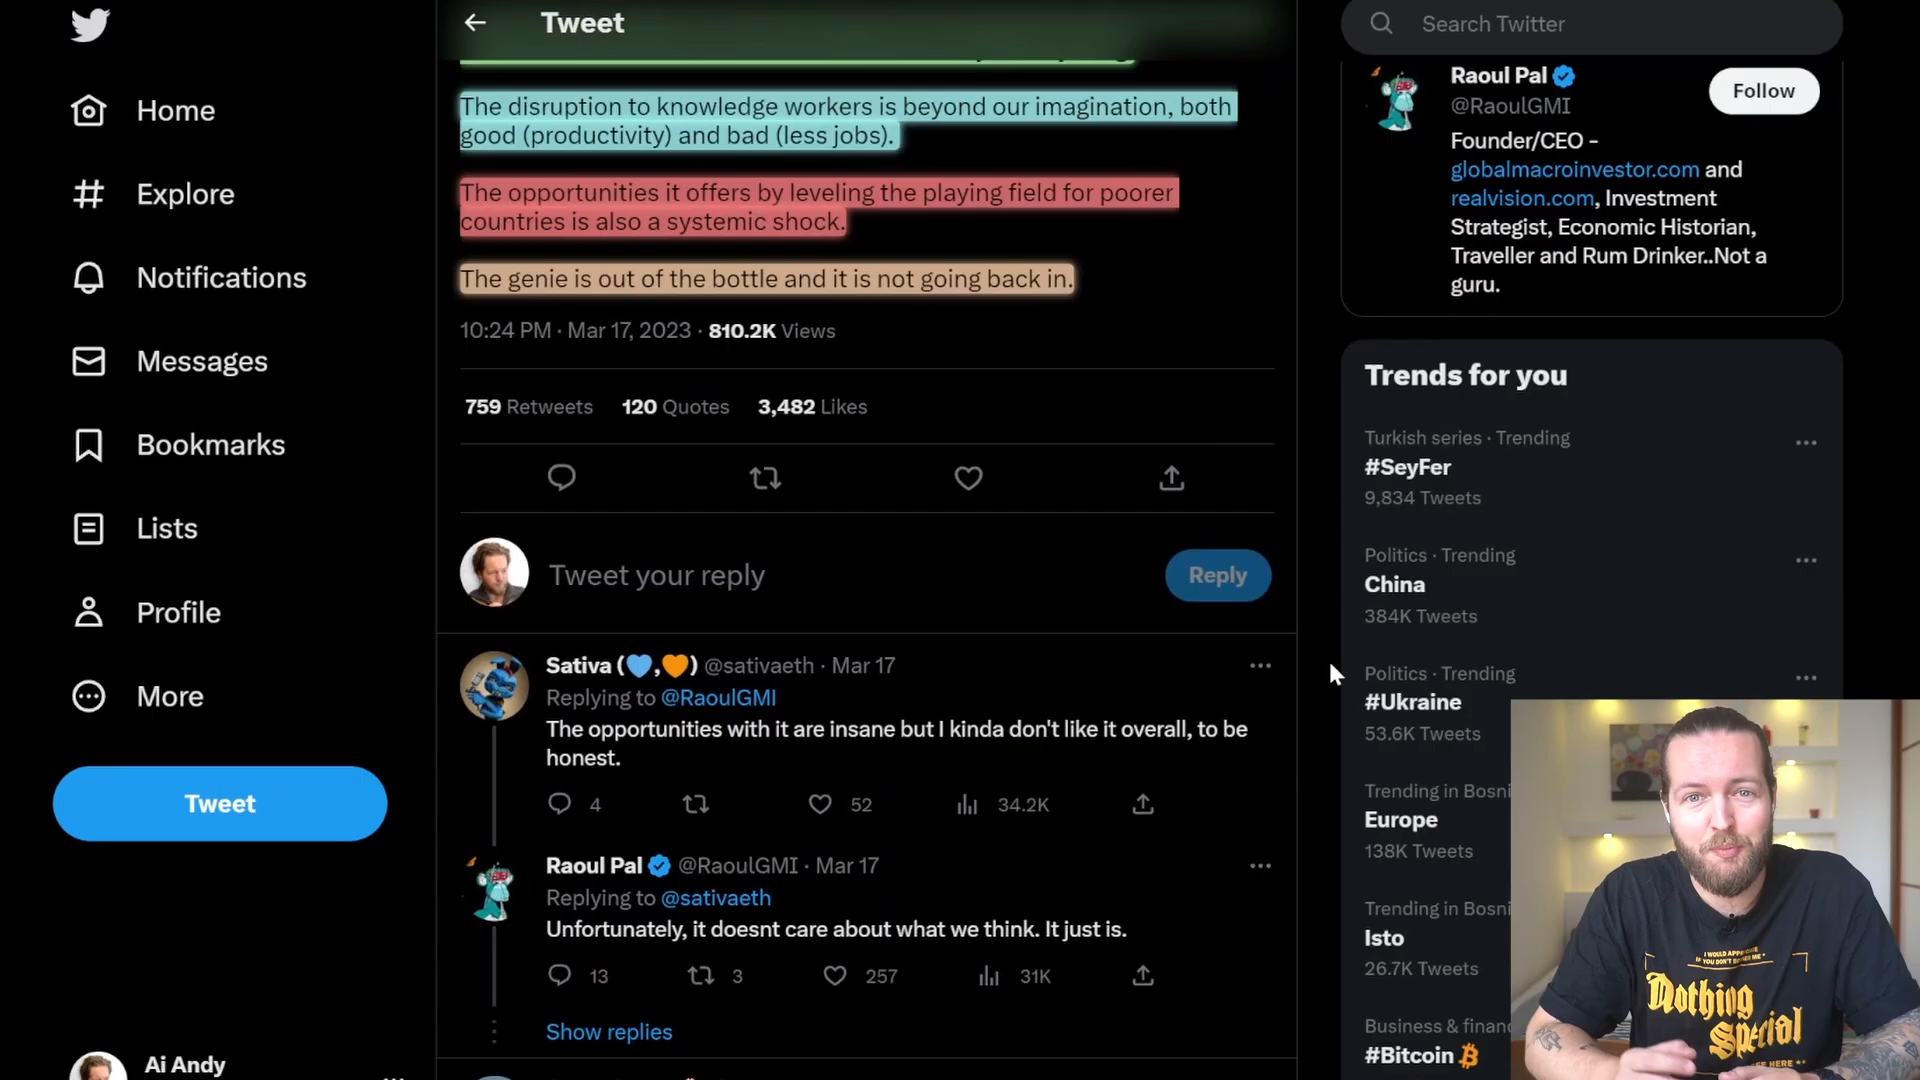 Home
Explore
Notifications
Messages
Bookmarks
Lists
Profile
More
Tweet
Ai Andy
Tweet
The disruption to knowledge workers is beyond our imagination, both
good (productivity) and bad (less jobs).
The opportunities it offers by leveling the playing field for poorer
countries is also a systemic shock.
The genie is out of the bottle and it is not going back in.
10:24 PM · Mar 17, 2023 · 810.2K Views
759 Retweets 120 Quotes 3,482 Likes
Tweet your reply
Reply
Sativa (💙,🧡) @sativaeth · Mar 17
Replying to @RaoulGMI
The opportunities with it are insane but I kinda don't like it overall, to be
honest.
4 52 34.2K
Raoul Pal @RaoulGMI · Mar 17
Replying to @sativaeth
Unfortunately, it doesnt care about what we think. It just is.
13 3 257 31K
Show replies
Search Twitter
Raoul Pal
@RaoulGMI
Follow
Founder/CEO -
globalmacroinvestor.com and
realvision.com, Investment
Strategist, Economic Historian,
Traveller and Rum Drinker..Not a
guru.
Trends for you
Turkish series · Trending
#SeyFer
9,834 Tweets
Politics · Trending
China
384K Tweets
Politics · Trending
#Ukraine
53.6K Tweets
Trending in Bosni
Europe
138K Tweets
Trending in Bosni
Isto
26.7K Tweets
Business & financ
#Bitcoin
Nothing
Special